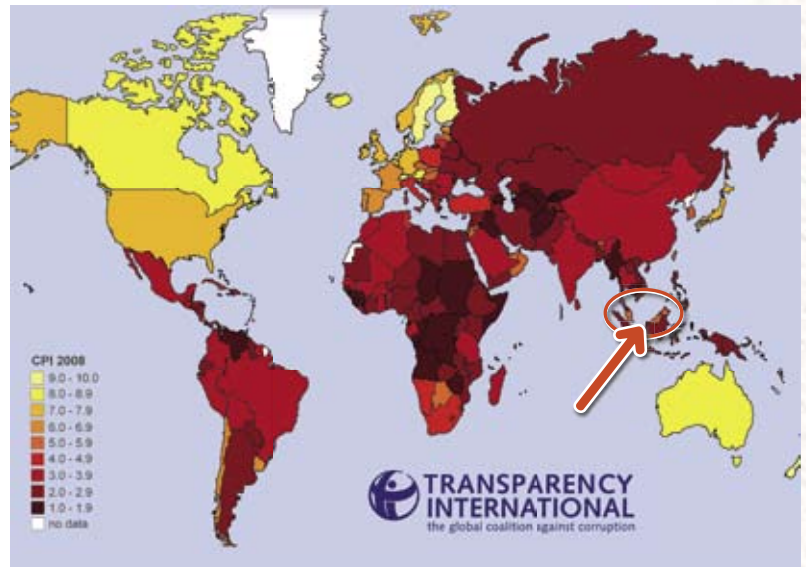 CPI 2008
9.0 - 10.0
8.0 - 8.9
7.0 - 7.9
6.0 - 6.9
5.0 - 5.9
4.0 - 4.9
3.0 - 3.9
2.0 - 2.9
1.0 - 1.9
no data
TRANSPARENCY
INTERNATIONAL
the global coalition against corruption